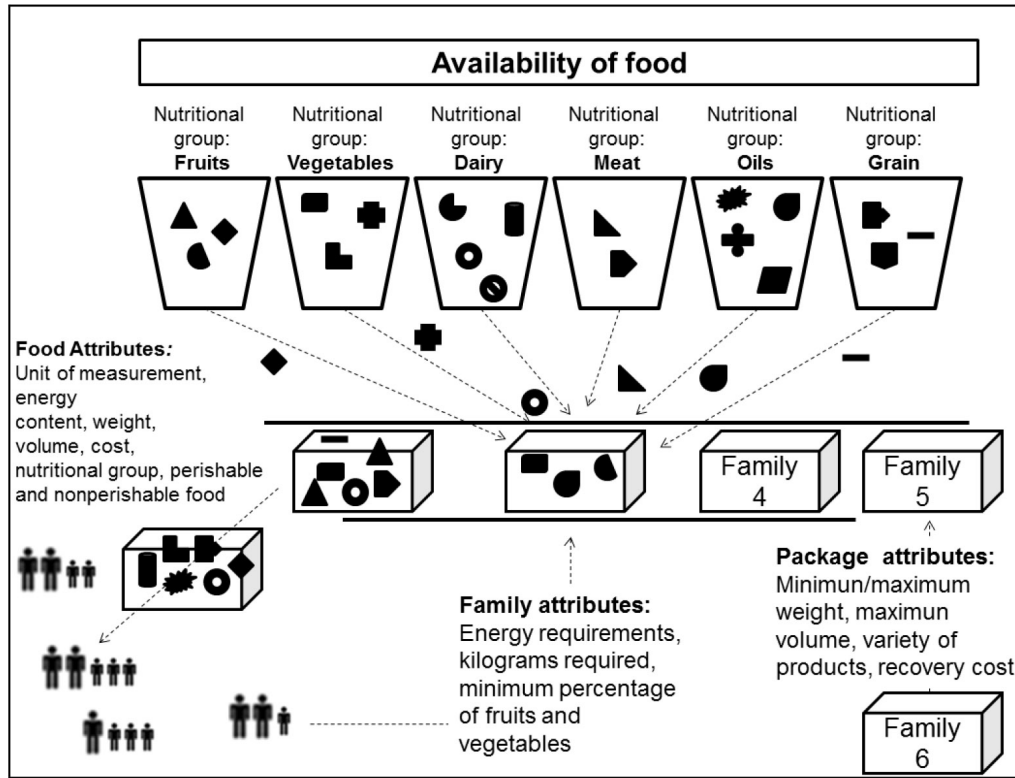 Availability of food
Nutritional
group:
Fruits
Nutritional
group:
Vegetables
Nutritional
group:
Dairy
Nutritional
group:
Meat
Nutritional
group:
Oils
Nutritional
group:
Grain
Food Attributes:
Unit of measurement,
energy
content, weight,
volume, cost,
nutritional group, perishable
and nonperishable food
Family
4
Family
5
Family attributes:
Energy requirements,
kilograms required,
minimum percentage
of fruits and
vegetables
Package attributes:
Minimun/maximum
weight, maximun
volume, variety of
products, recovery cost
Family
6